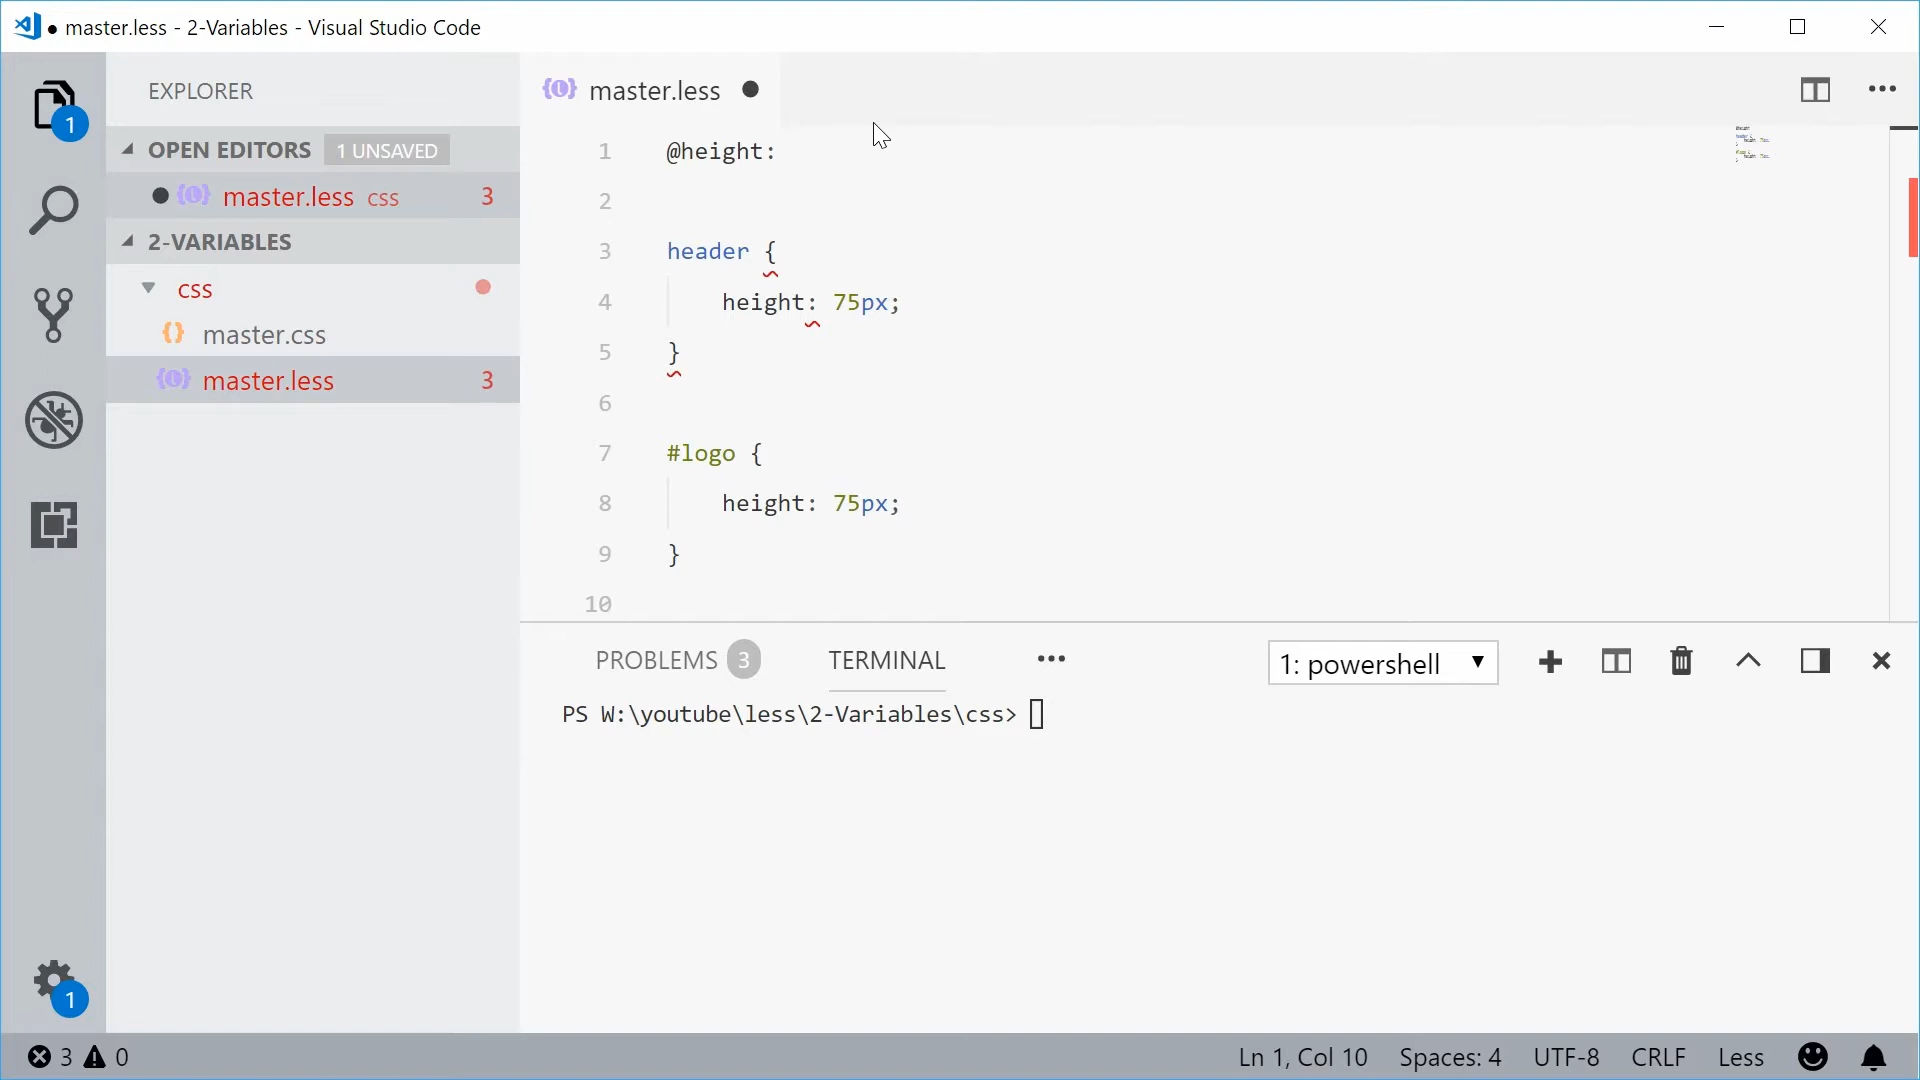 master.less - 2-Variables - Visual Studio Code
EXPLORER
1
OPEN EDITORS 1 UNSAVED
master.less css 3
2-VARIABLES
css
master.css
master.less 3
1
master.less
1 @height:
2
3 header {
4 height: 75px;
5 }
6
7 #logo {
8 height: 75px;
9 }
10
PROBLEMS 3 TERMINAL 1: powershell
PS W:\youtube\less\2-Variables\css>
3 0 Ln 1, Col 10 Spaces: 4 UTF-8 CRLF Less